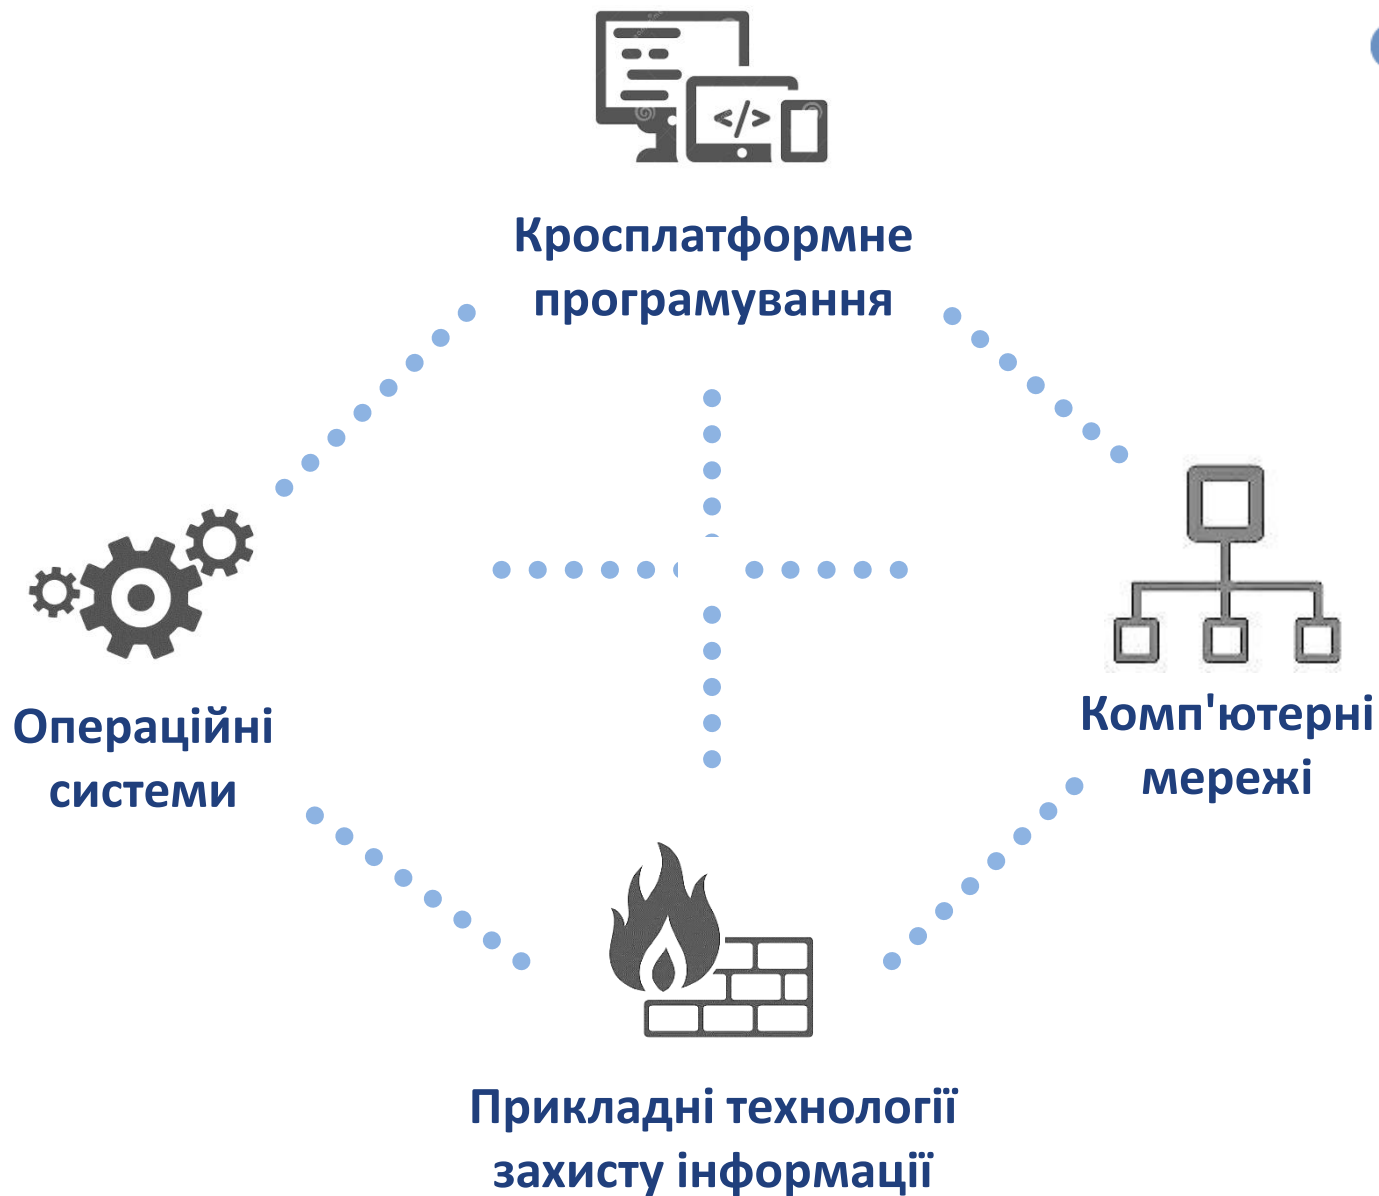 </>
Кросплатформне
програмування
Операційні
системи
Комп'ютерні
мережі
Прикладні технології
захисту інформації